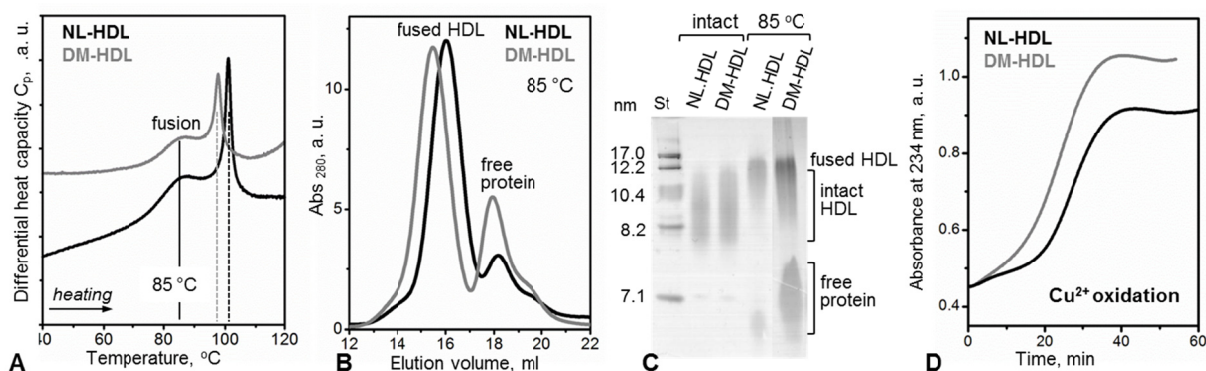 NL-HDL
DM-HDL
fusion
85 °C
heating
Differential heat capacity Cp, .a. u.
40 60 80 100 120
Temperature, °C
A
fused HDL
NL-HDL
DM-HDL
85 °C
free
protein
Abs 280, a. u.
10
5
0
12 14 16 18 20 22
Elution volume, ml
B
intact 85 °C
nm St NL.HDL DM-HDL NL.HDL DM-HDL
17.0
12.2
10.4
8.2
7.1
fused HDL
intact
HDL
free
protein
C
NL-HDL
DM-HDL
Absorbance at 234 nm, a. u.
1.0
0.8
0.6
0.4
Cu2+ oxidation
0 20 40 60
Time, min
D